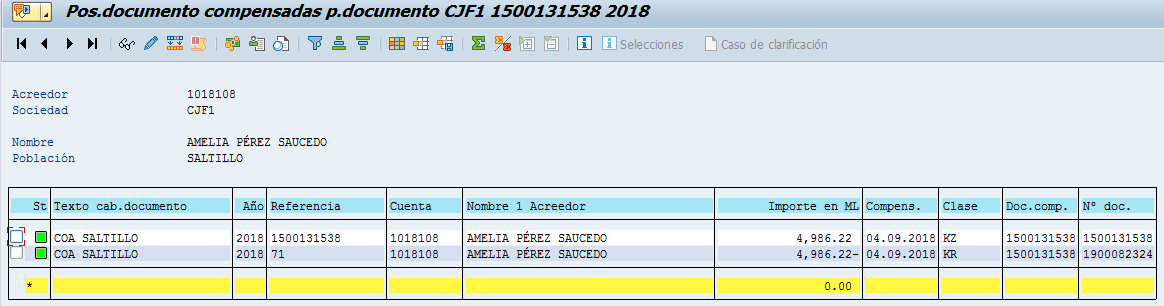 Pos.documento compensadas p.documento CJF1 1500131538 2018
Selecciones Caso de clarificación
Acreedor 1018108
Sociedad CJF1
Nombre AMELIA PÉREZ SAUCEDO
Población SALTILLO
St Texto cab.documento Año Referencia Cuenta Nombre 1 Acreedor Importe en ML Compens. Clase Doc.comp. Nº doc.
COA SALTILLO 2018 1500131538 1018108 AMELIA PÉREZ SAUCEDO 4,986.22 04.09.2018 KZ 1500131538 1500131538
COA SALTILLO 2018 71 1018108 AMELIA PÉREZ SAUCEDO 4,986.22- 04.09.2018 KR 1500131538 1900082324
* 0.00